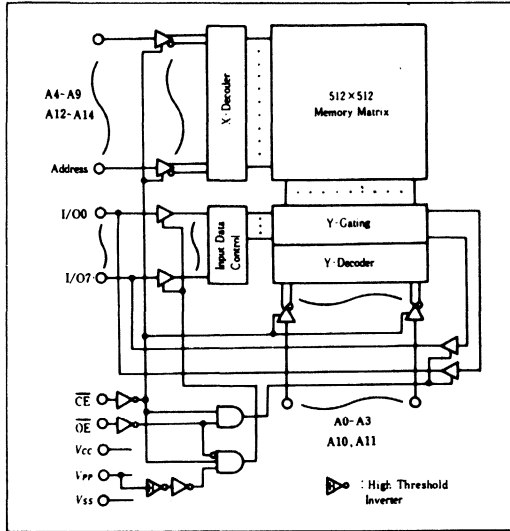 A4-A9
A12-A14
Address
X·Decoder
512×512
Memory Matrix
I/O0
I/O7
Input Data
Control
Y·Gating
Y·Decoder
CE
OE
VCC
VPP
VSS
A0-A3
A10, A11
: High Threshold
Inverter